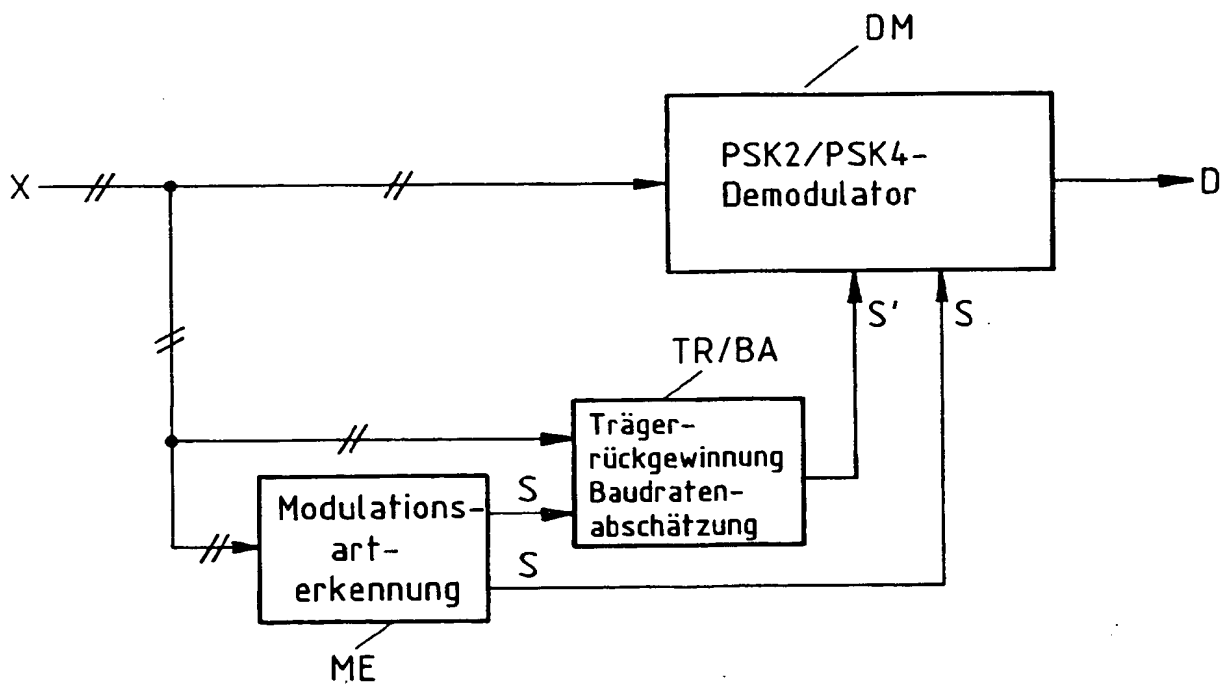 DM
PSK2/PSK4-
Demodulator
X
D
S'
S
TR/BA
Träger-
rückgewinnung
Baudraten-
abschätzung
S
Modulations-
art-
erkennung
S
ME